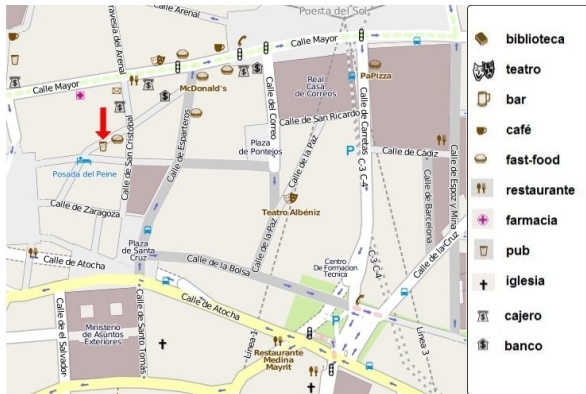 Puerta del Sol
Calle Arenal
Travesía del Arenal
Calle Mayor
Calle Mayor
McDonald's
PaPizza
Real
Casa
de Correos
Calle de San Ricardo
Calle del Correo
Calle de Carretas
C-3 C-4
Calle de Esparteros
Calle de San Cristóbal
Plaza
de Pontejos
Calle de la Paz
Calle de Cádiz
Calle de Espoz y Mina
Calle de Barcelona
Posada del Peine
Calle de Zaragoza
Teatro Albéniz
Calle de la Paz
Plaza
de Santa
Cruz
Calle de Atocha
Calle de la Bolsa
Centro
De Formacion
Tecnica
C-3 C-4
Calle de la Cruz
Calle de Atocha
Ministerio
de Asuntos
Exteriores
Calle de el Salvador
Calle de Santo Tomás
Línea 1
Línea 3
Restaurante
Medina
Mayrit
P
P
biblioteca
teatro
bar
café
fast-food
restaurante
farmacia
pub
iglesia
cajero
banco